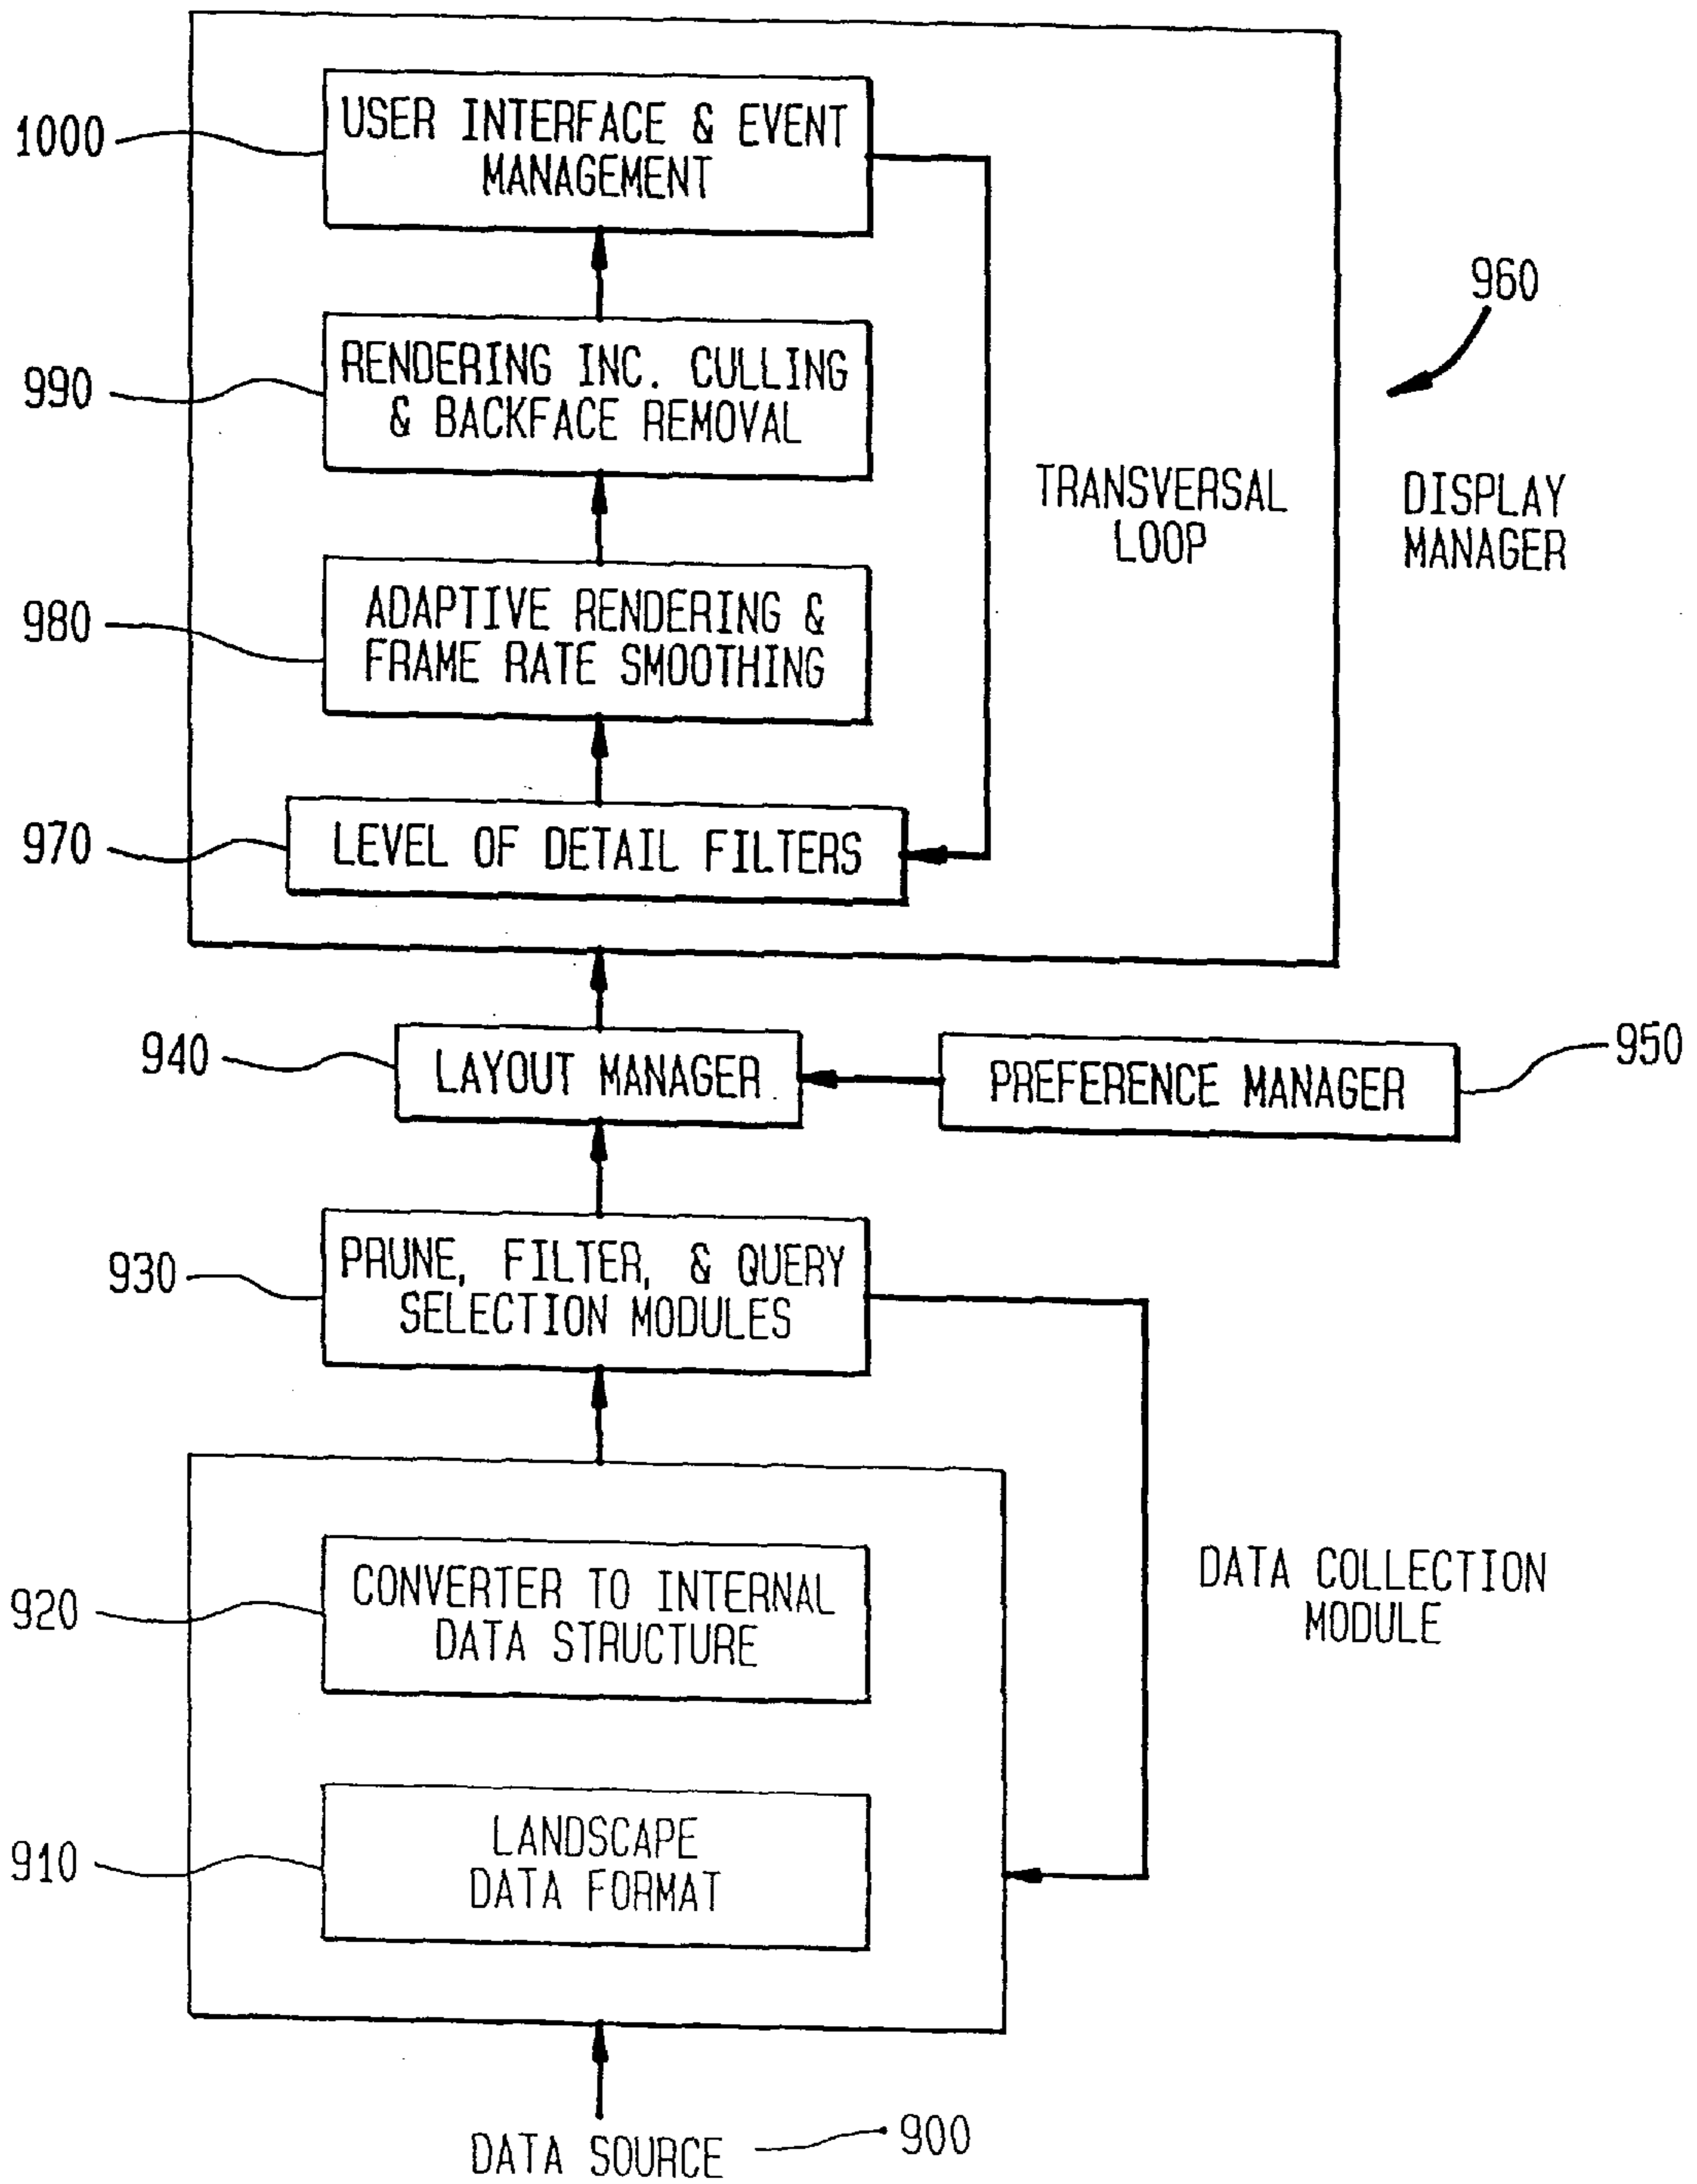 1000
USER INTERFACE & EVENT
MANAGEMENT
960
990
RENDERING INC. CULLING
& BACKFACE REMOVAL
TRANSVERSAL
LOOP
DISPLAY
MANAGER
980
ADAPTIVE RENDERING &
FRAME RATE SMOOTHING
970
LEVEL OF DETAIL FILTERS
940
LAYOUT MANAGER
PREFERENCE MANAGER
950
930
PRUNE, FILTER, & QUERY
SELECTION MODULES
920
CONVERTER TO INTERNAL
DATA STRUCTURE
DATA COLLECTION
MODULE
910
LANDSCAPE
DATA FORMAT
DATA SOURCE
900